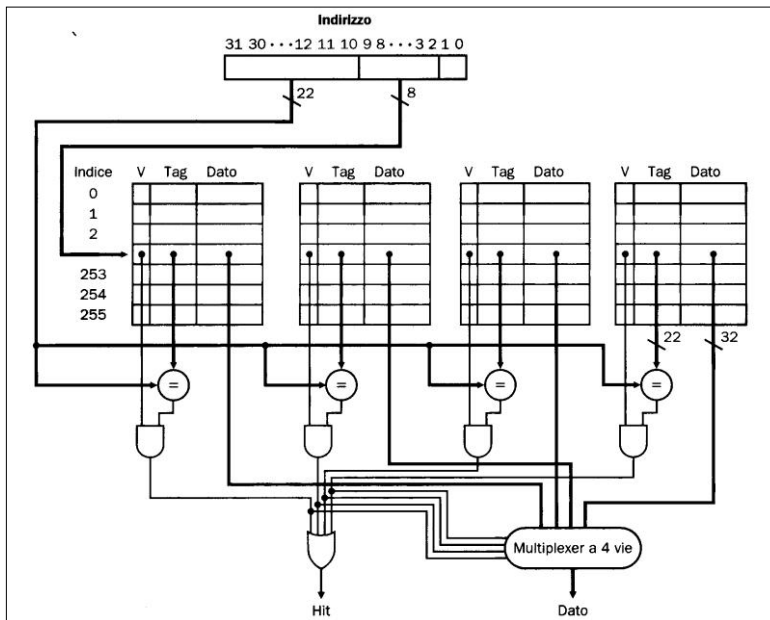 Indirizzo
31 30 ··· 12 11 10 9 8 ··· 3 2 1 0
22 8
Indice V Tag Dato V Tag Dato V Tag Dato V Tag Dato
0
1
2
253
254
255
22 32
= = = =
Multiplexer a 4 vie
Hit Dato